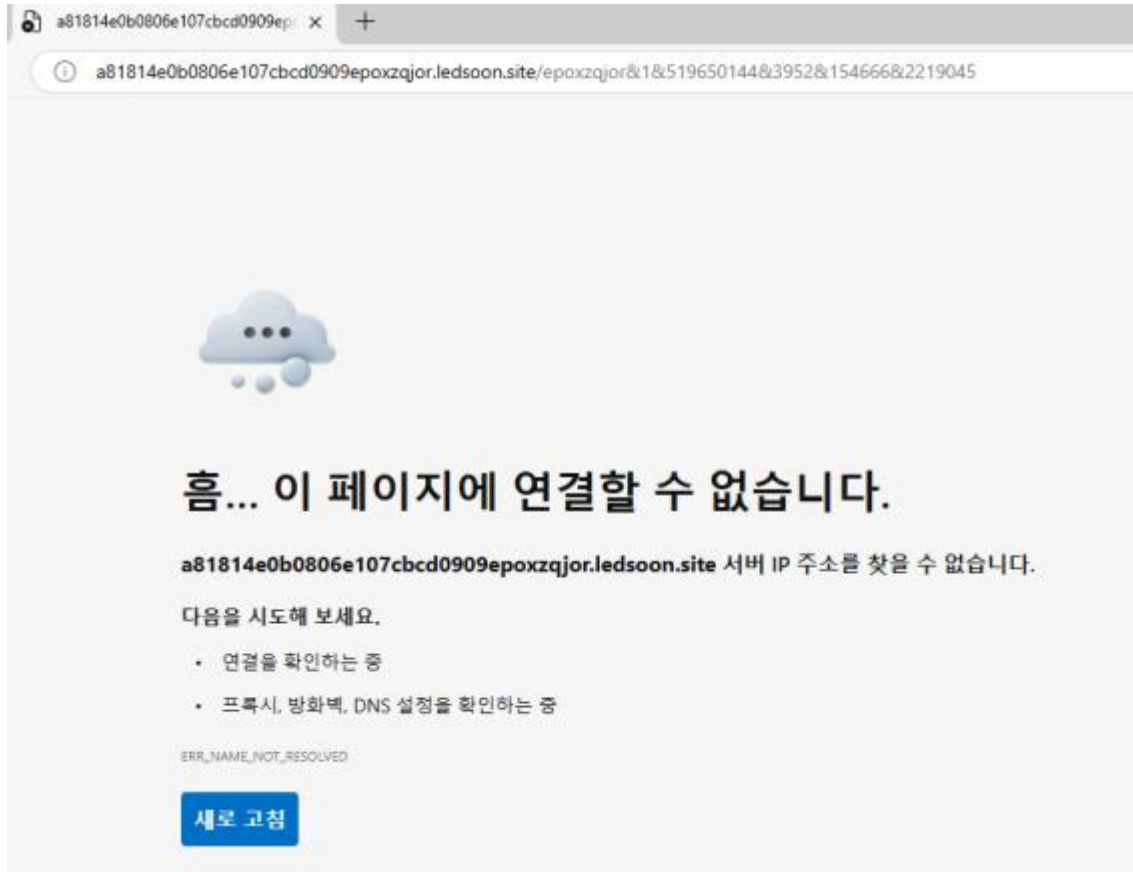 a81814e0b0806e107cbcd0909ep
a81814e0b0806e107cbcd0909epoxzqjor.ledsoon.site/epoxzqjor&1&519650144&3952&154666&2219045
흠... 이 페이지에 연결할 수 없습니다.
a81814e0b0806e107cbcd0909epoxzqjor.ledsoon.site 서버 IP 주소를 찾을 수 없습니다.
다음을 시도해 보세요.
• 연결을 확인하는 중
• 프록시, 방화벽, DNS 설정을 확인하는 중
ERR_NAME_NOT_RESOLVED
새로 고침